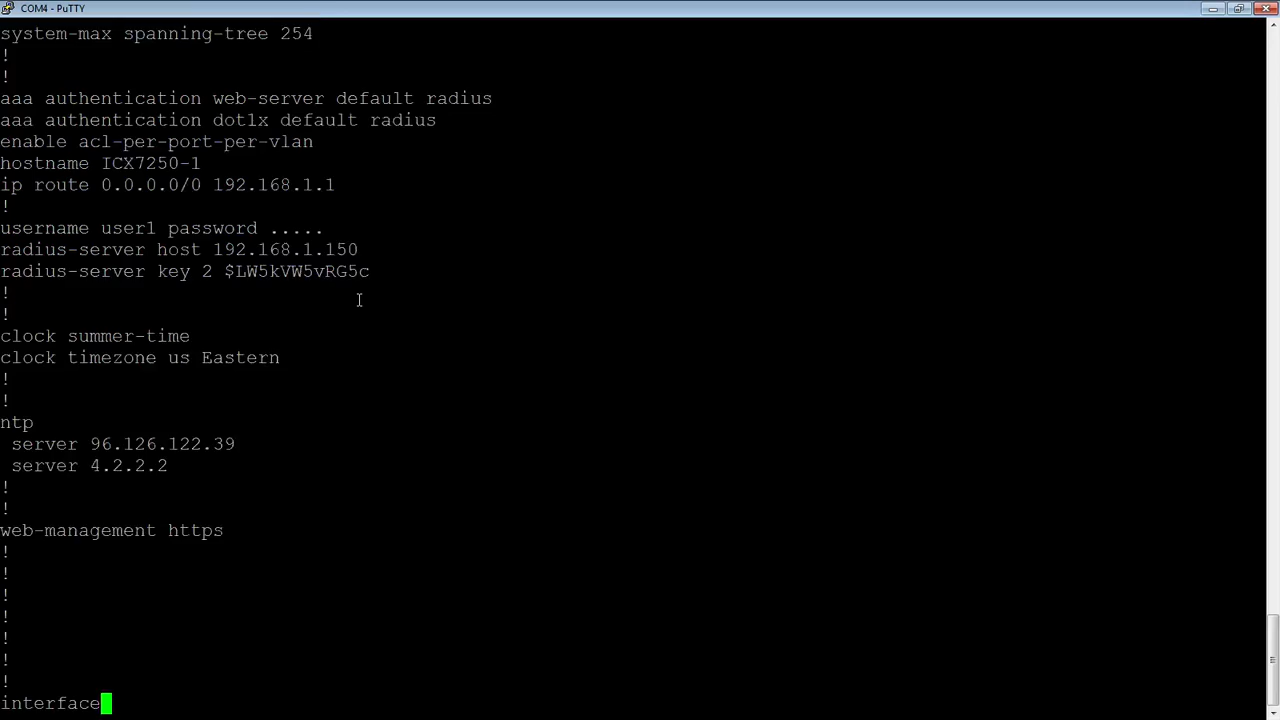 COM4 - PuTTY
system-max spanning-tree 254
!
!
aaa authentication web-server default radius
aaa authentication dot1x default radius
enable acl-per-port-per-vlan
hostname ICX7250-1
ip route 0.0.0.0/0 192.168.1.1
!
username user1 password .....
radius-server host 192.168.1.150
radius-server key 2 $LW5kVW5vRG5c
!
!
clock summer-time
clock timezone us Eastern
!
!
ntp
 server 96.126.122.39
 server 4.2.2.2
!
!
web-management https
!
!
!
!
!
!
!
interface